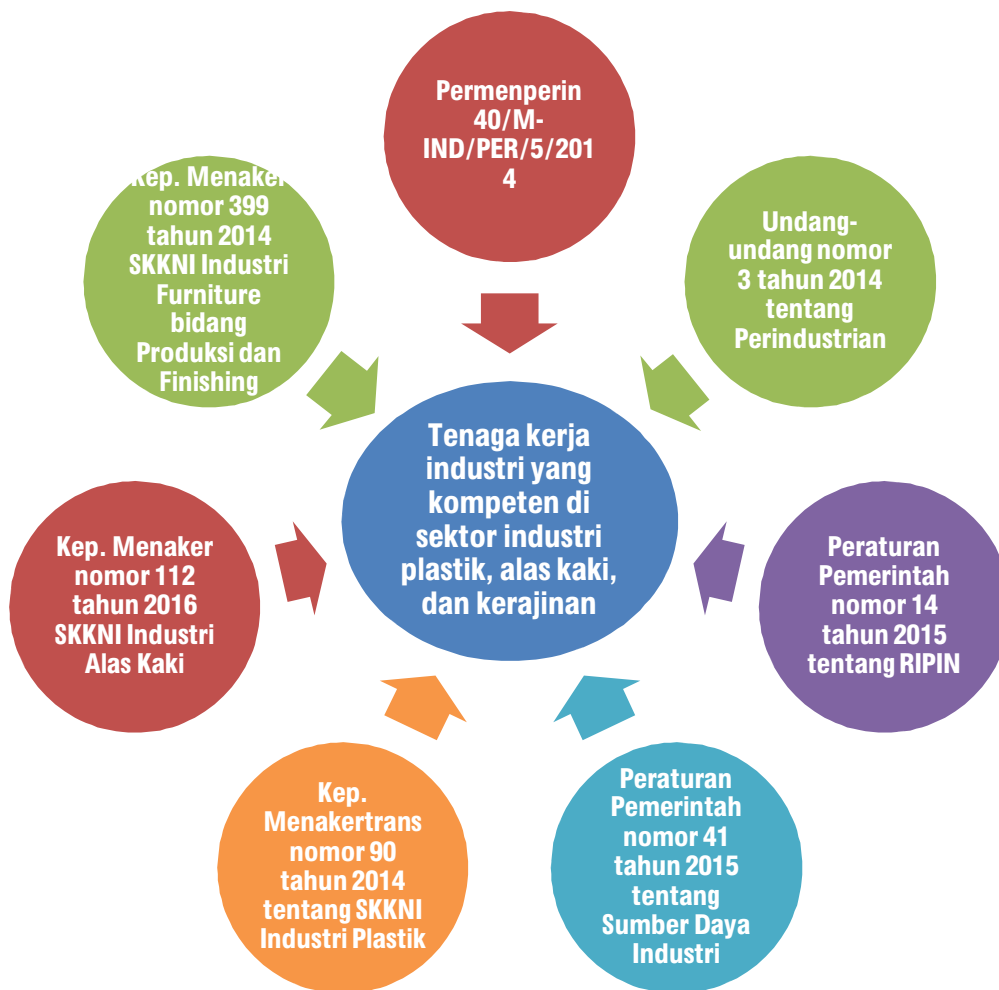 Permenperin
40/M-
IND/PER/5/201
4
Kep. Menaker
nomor 399
tahun 2014
SKKNI Industri
Furniture
bidang
Produksi dan
Finishing
Undang-
undang nomor
3 tahun 2014
tentang
Perindustrian
Tenaga kerja
industri yang
kompeten di
sektor industri
plastik, alas kaki,
dan kerajinan
Kep. Menaker
nomor 112
tahun 2016
SKKNI Industri
Alas Kaki
Peraturan
Pemerintah
nomor 14
tahun 2015
tentang RIPIN
Kep.
Menakertrans
nomor 90
tahun 2014
tentang SKKNI
Industri Plastik
Peraturan
Pemerintah
nomor 41
tahun 2015
tentang
Sumber Daya
Industri